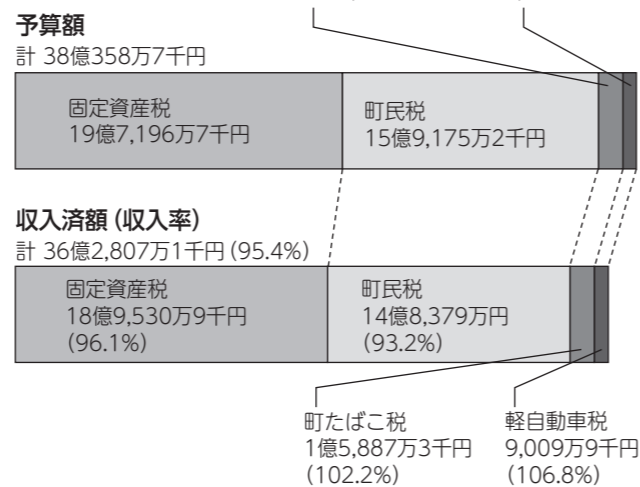 予算額
計 38億358万7千円
固定資産税
19億7,196万7千円
町民税
15億9,175万2千円
収入済額(収入率)
計 36億2,807万1千円(95.4%)
固定資産税
18億9,530万9千円
(96.1%)
町民税
14億8,379万円
(93.2%)
町たばこ税
1億5,887万3千円
(102.2%)
軽自動車税
9,009万9千円
(106.8%)